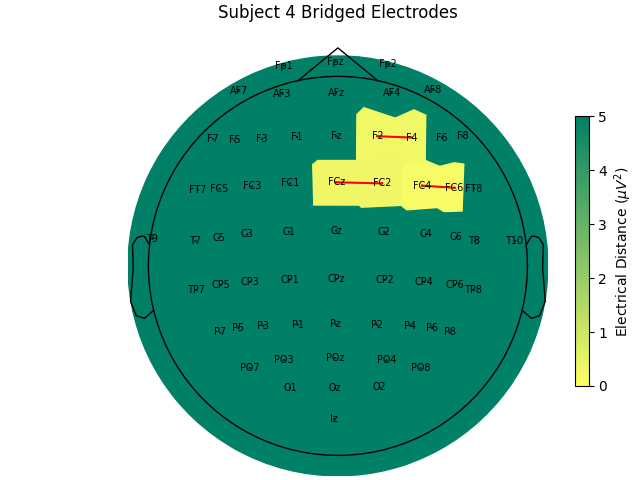 Subject 4 Bridged Electrodes
Fp1 Fpz Fp2
AF7 AF3 AFz AF4 AF8
F7 F5 F3 F1 Fz F2 F4 F6 F8
FT7 FC5 FC3 FC1 FCz FC2 FC4 FC6 FT8
T9 T7 C5 C3 C1 Cz C2 C4 C6 T8 T10
TP7 CP5 CP3 CP1 CPz CP2 CP4 CP6 TP8
P7 P5 P3 P1 Pz P2 P4 P6 P8
PO7 PO3 POz PO4 PO8
O1 Oz O2
Iz
5
4
3
2
1
0
Electrical Distance (μV²)